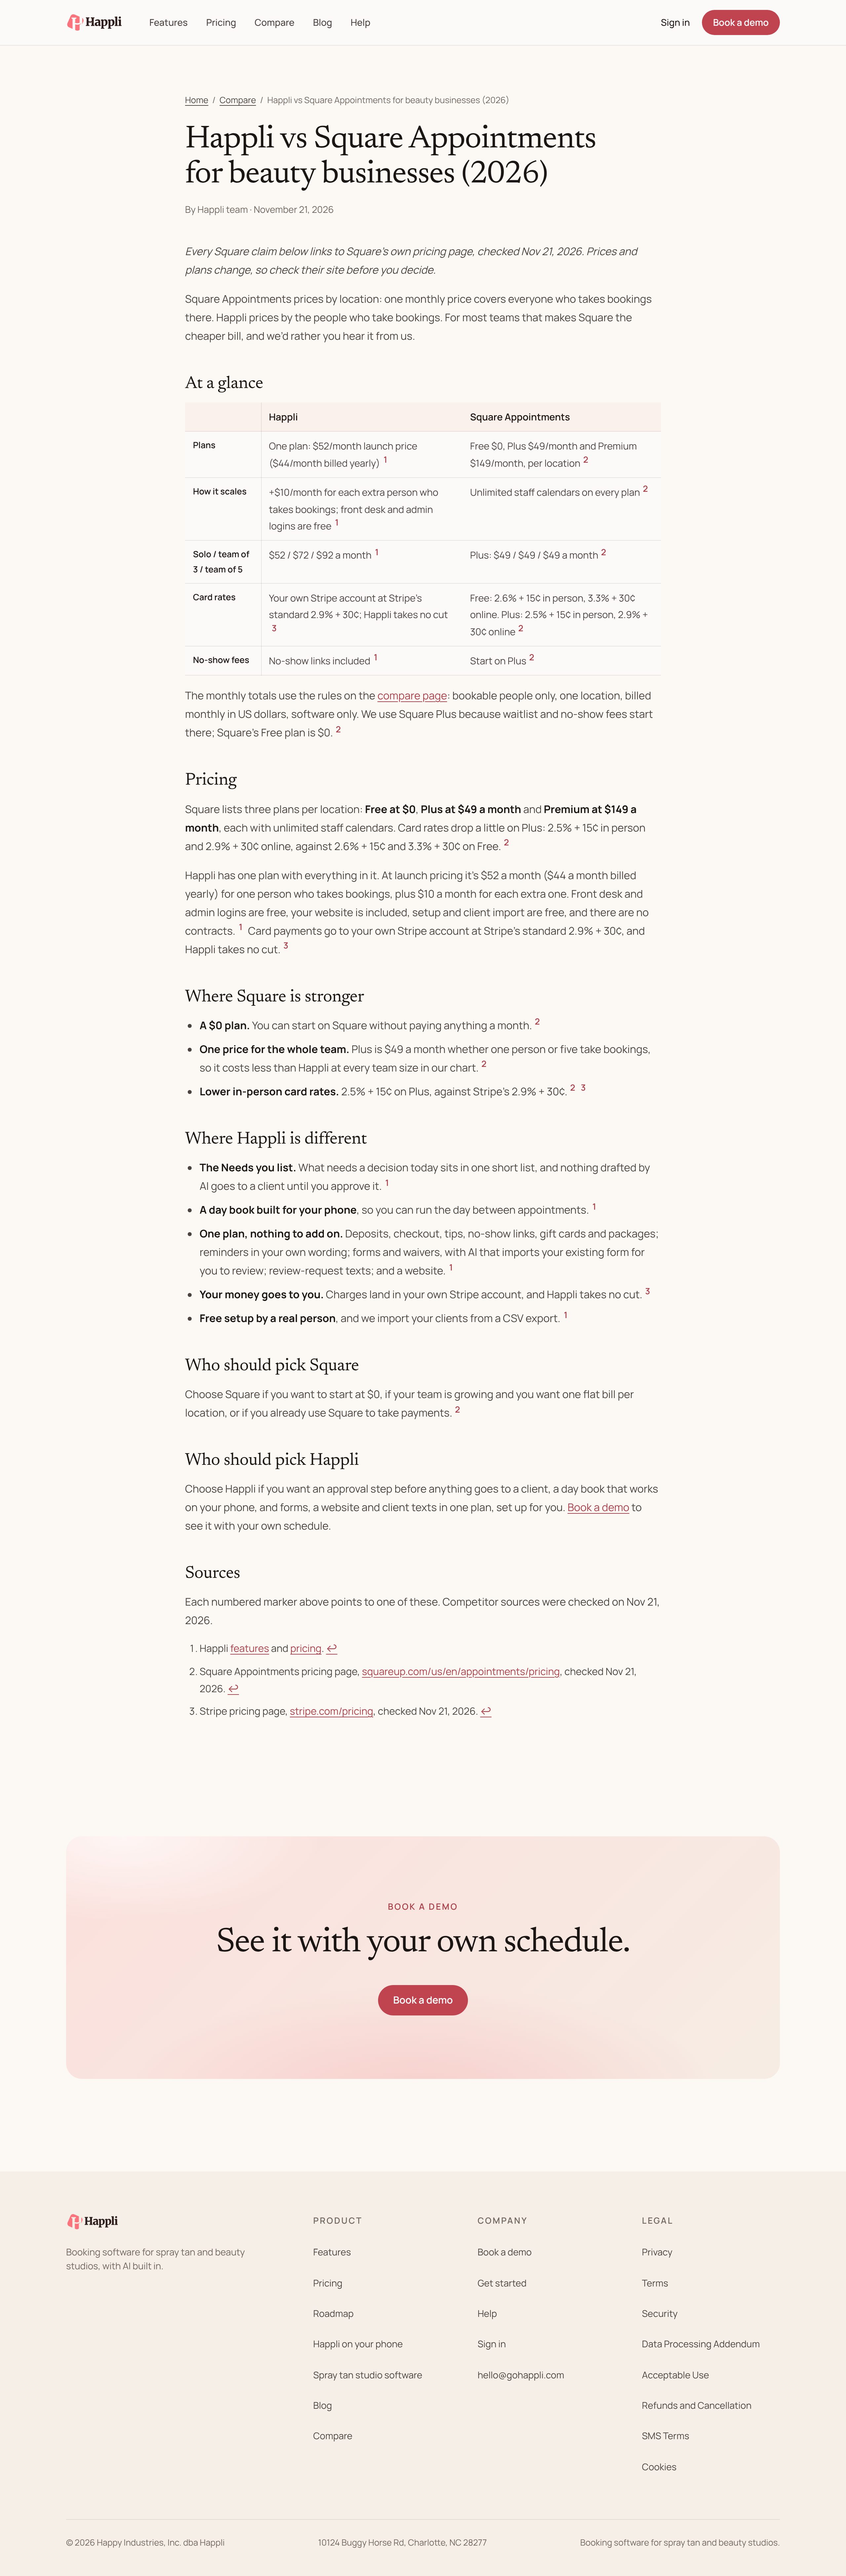 Happli Features Pricing Compare Blog Help Sign in Book a demo
Home / Compare / Happli vs Square Appointments for beauty businesses (2026)
Happli vs Square Appointments
for beauty businesses (2026)
By Happli team · November 21, 2026
Every Square claim below links to Square's own pricing page, checked Nov 21, 2026. Prices and
plans change, so check their site before you decide.
Square Appointments prices by location: one monthly price covers everyone who takes bookings
there. Happli prices by the people who take bookings. For most teams that makes Square the
cheaper bill, and we'd rather you hear it from us.
At a glance
Happli Square Appointments
Plans
One plan: $52/month launch price
($44/month billed yearly) 1
Free $0, Plus $49/month and Premium
$149/month, per location 2
How it scales
+$10/month for each extra person who
takes bookings; front desk and admin
logins are free 1
Unlimited staff calendars on every plan 2
Solo / team of
3 / team of 5
$52 / $72 / $92 a month 1
Plus: $49 / $49 / $49 a month 2
Card rates
Your own Stripe account at Stripe's
standard 2.9% + 30¢; Happli takes no cut
3
Free: 2.6% + 15¢ in person, 3.3% + 30¢
online. Plus: 2.5% + 15¢ in person, 2.9% +
30¢ online 2
No-show fees
No-show links included 1
Start on Plus 2
The monthly totals use the rules on the compare page: bookable people only, one location, billed
monthly in US dollars, software only. We use Square Plus because waitlist and no-show fees start
there; Square's Free plan is $0. 2
Pricing
Square lists three plans per location: Free at $0, Plus at $49 a month and Premium at $149 a
month, each with unlimited staff calendars. Card rates drop a little on Plus: 2.5% + 15¢ in person
and 2.9% + 30¢ online, against 2.6% + 15¢ and 3.3% + 30¢ on Free. 2
Happli has one plan with everything in it. At launch pricing it's $52 a month ($44 a month billed
yearly) for one person who takes bookings, plus $10 a month for each extra one. Front desk and
admin logins are free, your website is included, setup and client import are free, and there are no
contracts. 1 Card payments go to your own Stripe account at Stripe's standard 2.9% + 30¢, and
Happli takes no cut. 3
Where Square is stronger
• A $0 plan. You can start on Square without paying anything a month. 2
• One price for the whole team. Plus is $49 a month whether one person or five take bookings,
so it costs less than Happli at every team size in our chart. 2
• Lower in-person card rates. 2.5% + 15¢ on Plus, against Stripe's 2.9% + 30¢. 2 3
Where Happli is different
• The Needs you list. What needs a decision today sits in one short list, and nothing drafted by
AI goes to a client until you approve it. 1
• A day book built for your phone, so you can run the day between appointments. 1
• One plan, nothing to add on. Deposits, checkout, tips, no-show links, gift cards and packages;
reminders in your own wording; forms and waivers, with AI that imports your existing form for
you to review; review-request texts; and a website. 1
• Your money goes to you. Charges land in your own Stripe account, and Happli takes no cut. 3
• Free setup by a real person, and we import your clients from a CSV export. 1
Who should pick Square
Choose Square if you want to start at $0, if your team is growing and you want one flat bill per
location, or if you already use Square to take payments. 2
Who should pick Happli
Choose Happli if you want an approval step before anything goes to a client, a day book that works
on your phone, and forms, a website and client texts in one plan, set up for you. Book a demo to
see it with your own schedule.
Sources
Each numbered marker above points to one of these. Competitor sources were checked on Nov 21,
2026.
1. Happli features and pricing. ↩
2. Square Appointments pricing page, squareup.com/us/en/appointments/pricing, checked Nov 21,
2026. ↩
3. Stripe pricing page, stripe.com/pricing, checked Nov 21, 2026. ↩
BOOK A DEMO
See it with your own schedule.
Book a demo
Happli
Booking software for spray tan and beauty
studios, with AI built in.
PRODUCT
Features
Pricing
Roadmap
Happli on your phone
Spray tan studio software
Blog
Compare
COMPANY
Book a demo
Get started
Help
Sign in
hello@gohappli.com
LEGAL
Privacy
Terms
Security
Data Processing Addendum
Acceptable Use
Refunds and Cancellation
SMS Terms
Cookies
© 2026 Happy Industries, Inc. dba Happli
10124 Buggy Horse Rd, Charlotte, NC 28277
Booking software for spray tan and beauty studios.